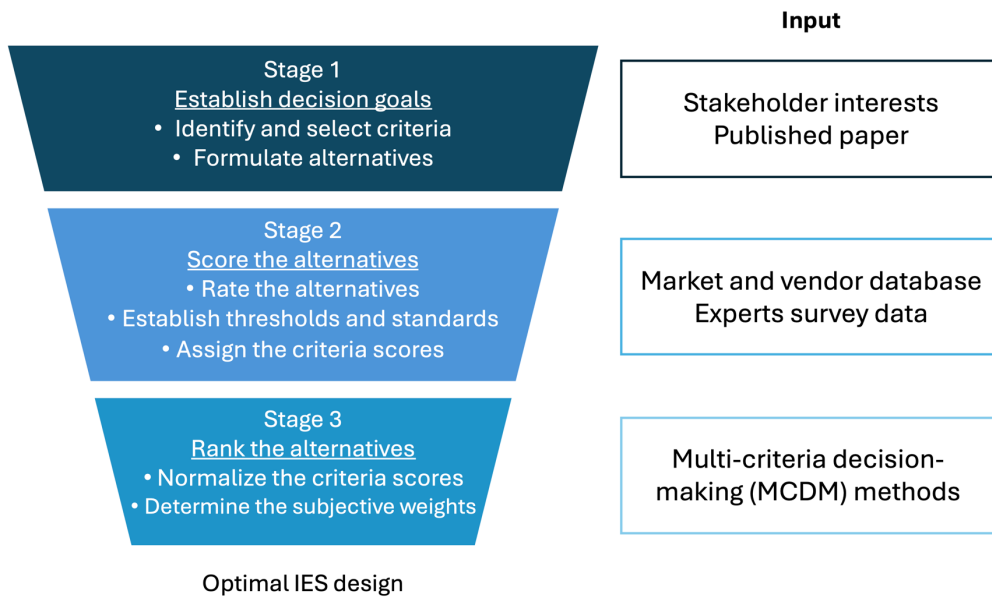 Input
Stage 1
Establish decision goals
• Identify and select criteria
• Formulate alternatives
Stakeholder interests
Published paper
Stage 2
Score the alternatives
• Rate the alternatives
• Establish thresholds and standards
• Assign the criteria scores
Market and vendor database
Experts survey data
Stage 3
Rank the alternatives
• Normalize the criteria scores
• Determine the subjective weights
Multi-criteria decision-
making (MCDM) methods
Optimal IES design